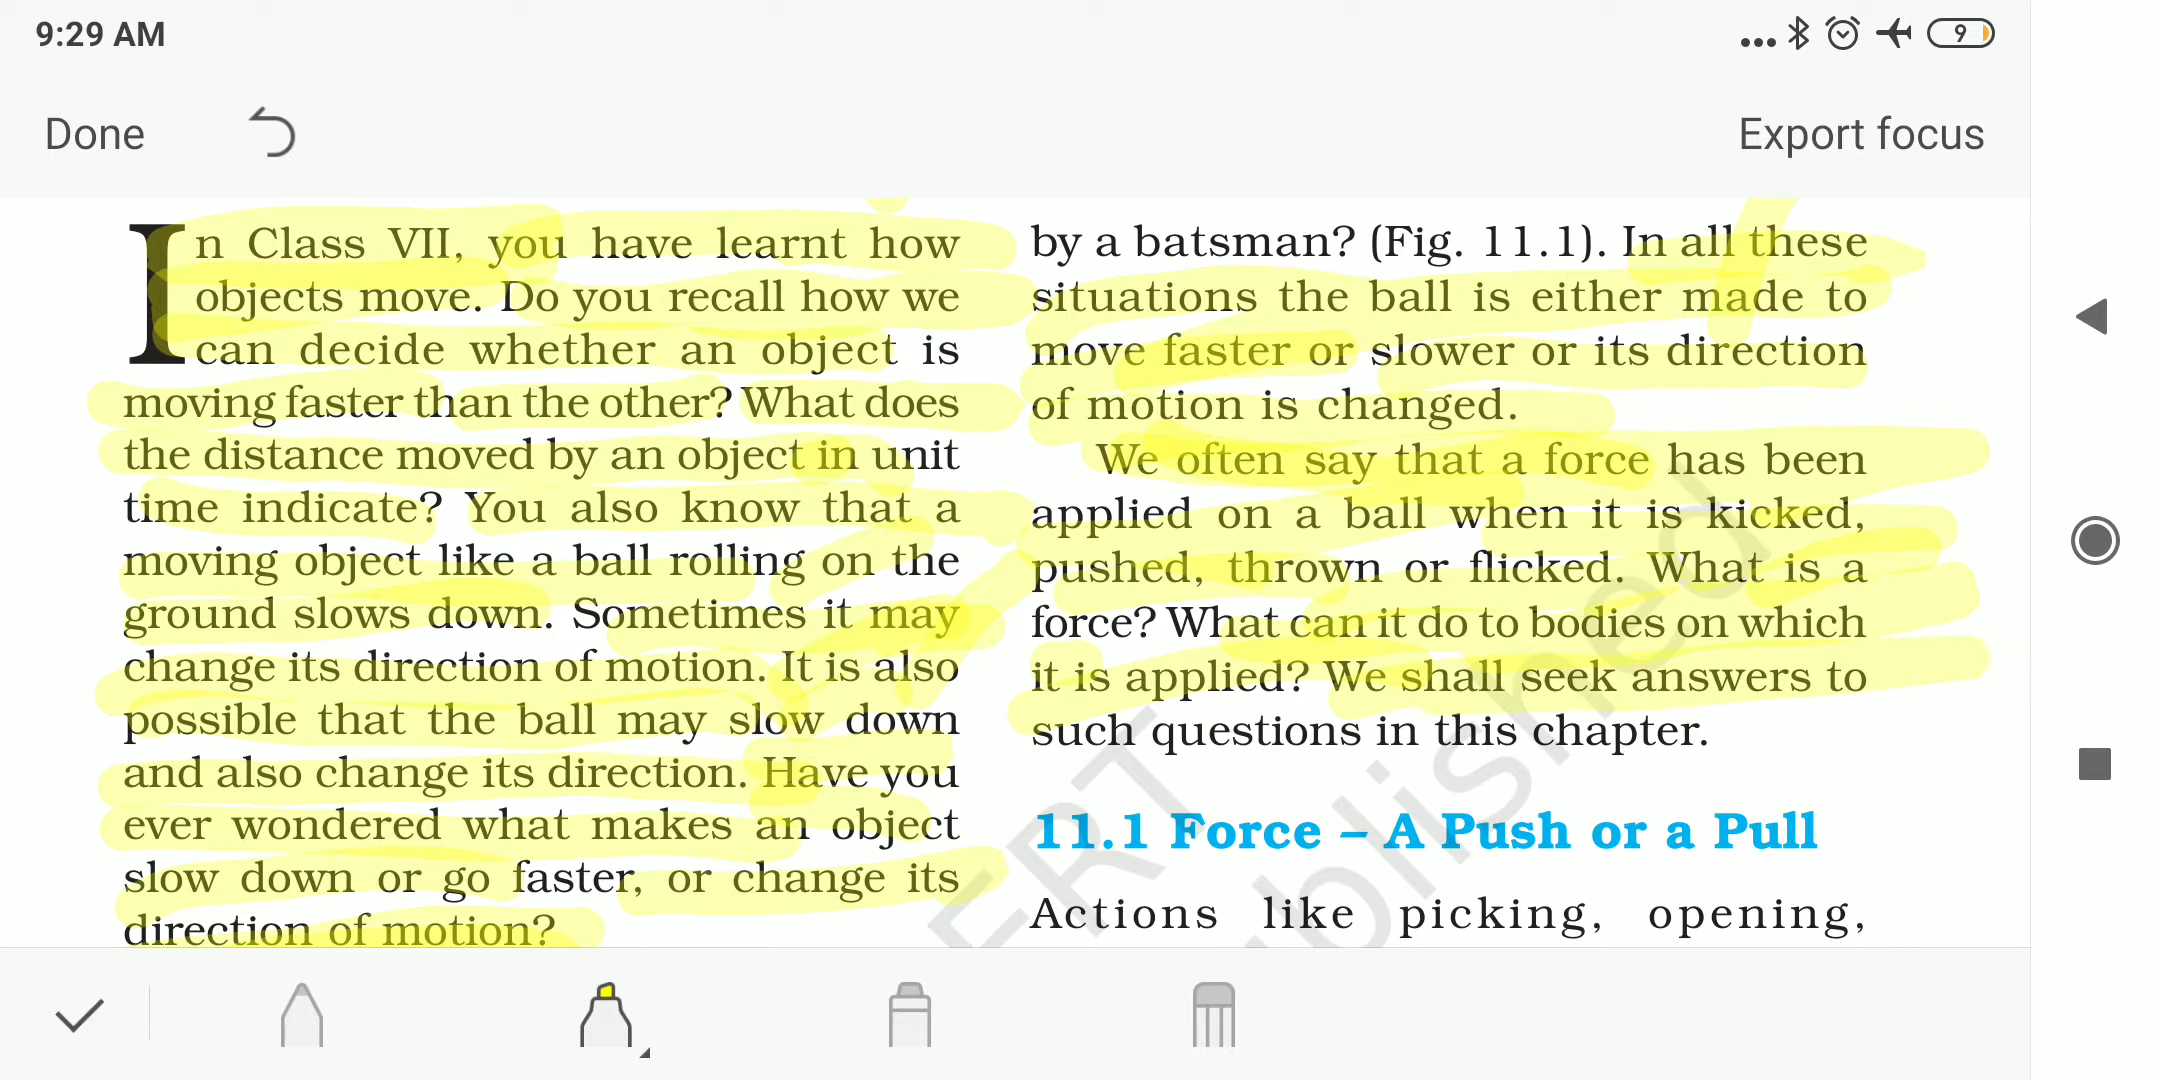 9:29 AM
9
Done
Export focus
In Class VII, you have learnt how
objects move. Do you recall how we
can decide whether an object is
moving faster than the other? What does
the distance moved by an object in unit
time indicate? You also know that a
moving object like a ball rolling on the
ground slows down. Sometimes it may
change its direction of motion. It is also
possible that the ball may slow down
and also change its direction. Have you
ever wondered what makes an object
slow down or go faster, or change its
direction of motion?
by a batsman? (Fig. 11.1). In all these
situations the ball is either made to
move faster or slower or its direction
of motion is changed.
We often say that a force has been
applied on a ball when it is kicked,
pushed, thrown or flicked. What is a
force? What can it do to bodies on which
it is applied? We shall seek answers to
such questions in this chapter.
11.1 Force – A Push or a Pull
Actions like picking, opening,